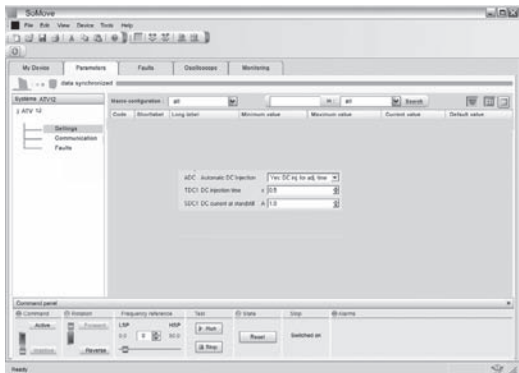 SoMove
File Edit View Device Tools Help
My Device Parameters Faults Oscilloscope Monitoring
data synchronized
Systeme ATV12
Macro configuration : all
in : all Search
Code Shortlabel Long label Minimum value Maximum value Current value Default value
ATV 12
Settings
Communication
Faults
ADC Automatic DC injection Yes: DC inj. for adj. time
TDC1 DC injection time s 0.5
SDC1 DC current at standstill A 1.0
Command panel
Command Rotation Frequency reference Test State Stop Alarms
Active Forward LSP HSP Run
0.0 0 50.0 Reset Switched on
Inactive Reverse Stop
Ready